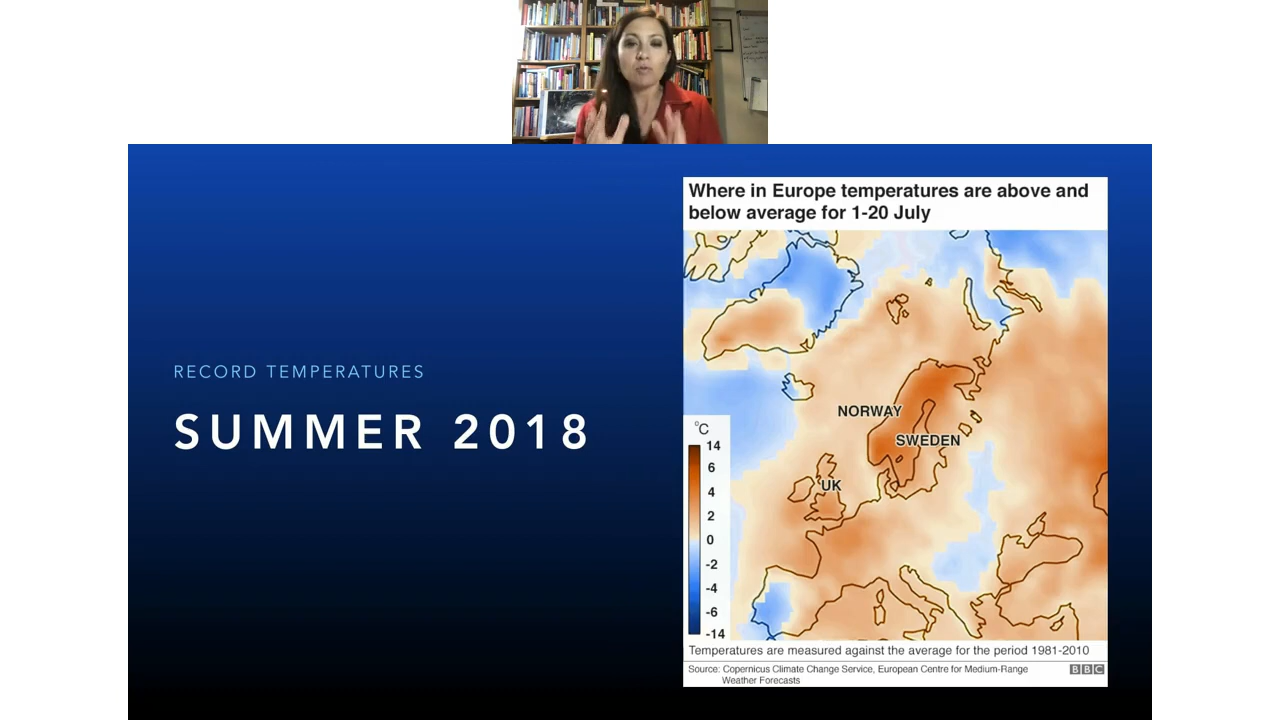 RECORD TEMPERATURES
SUMMER 2018
Where in Europe temperatures are above and
below average for 1-20 July
NORWAY
SWEDEN
UK
°C
14
6
4
2
0
-2
-4
-6
-14
Temperatures are measured against the average for the period 1981-2010
Source: Copernicus Climate Change Service, European Centre for Medium-Range
Weather Forecasts
BBC